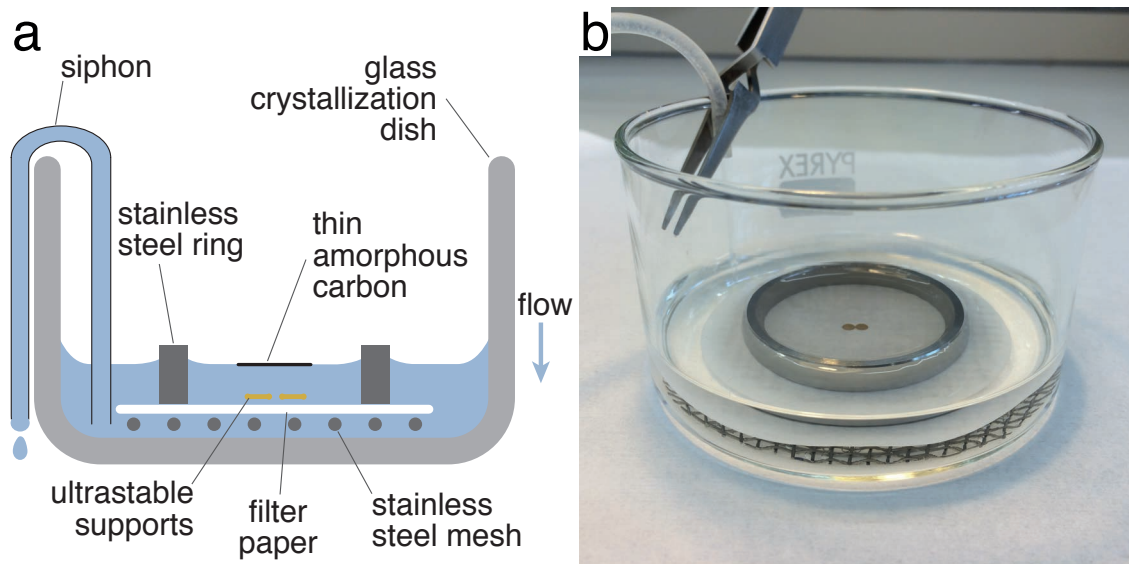 a
siphon
glass
crystallization
dish
stainless
steel ring
thin
amorphous
carbon
flow
ultrastable
supports
filter
paper
stainless
steel mesh
b
PYREX